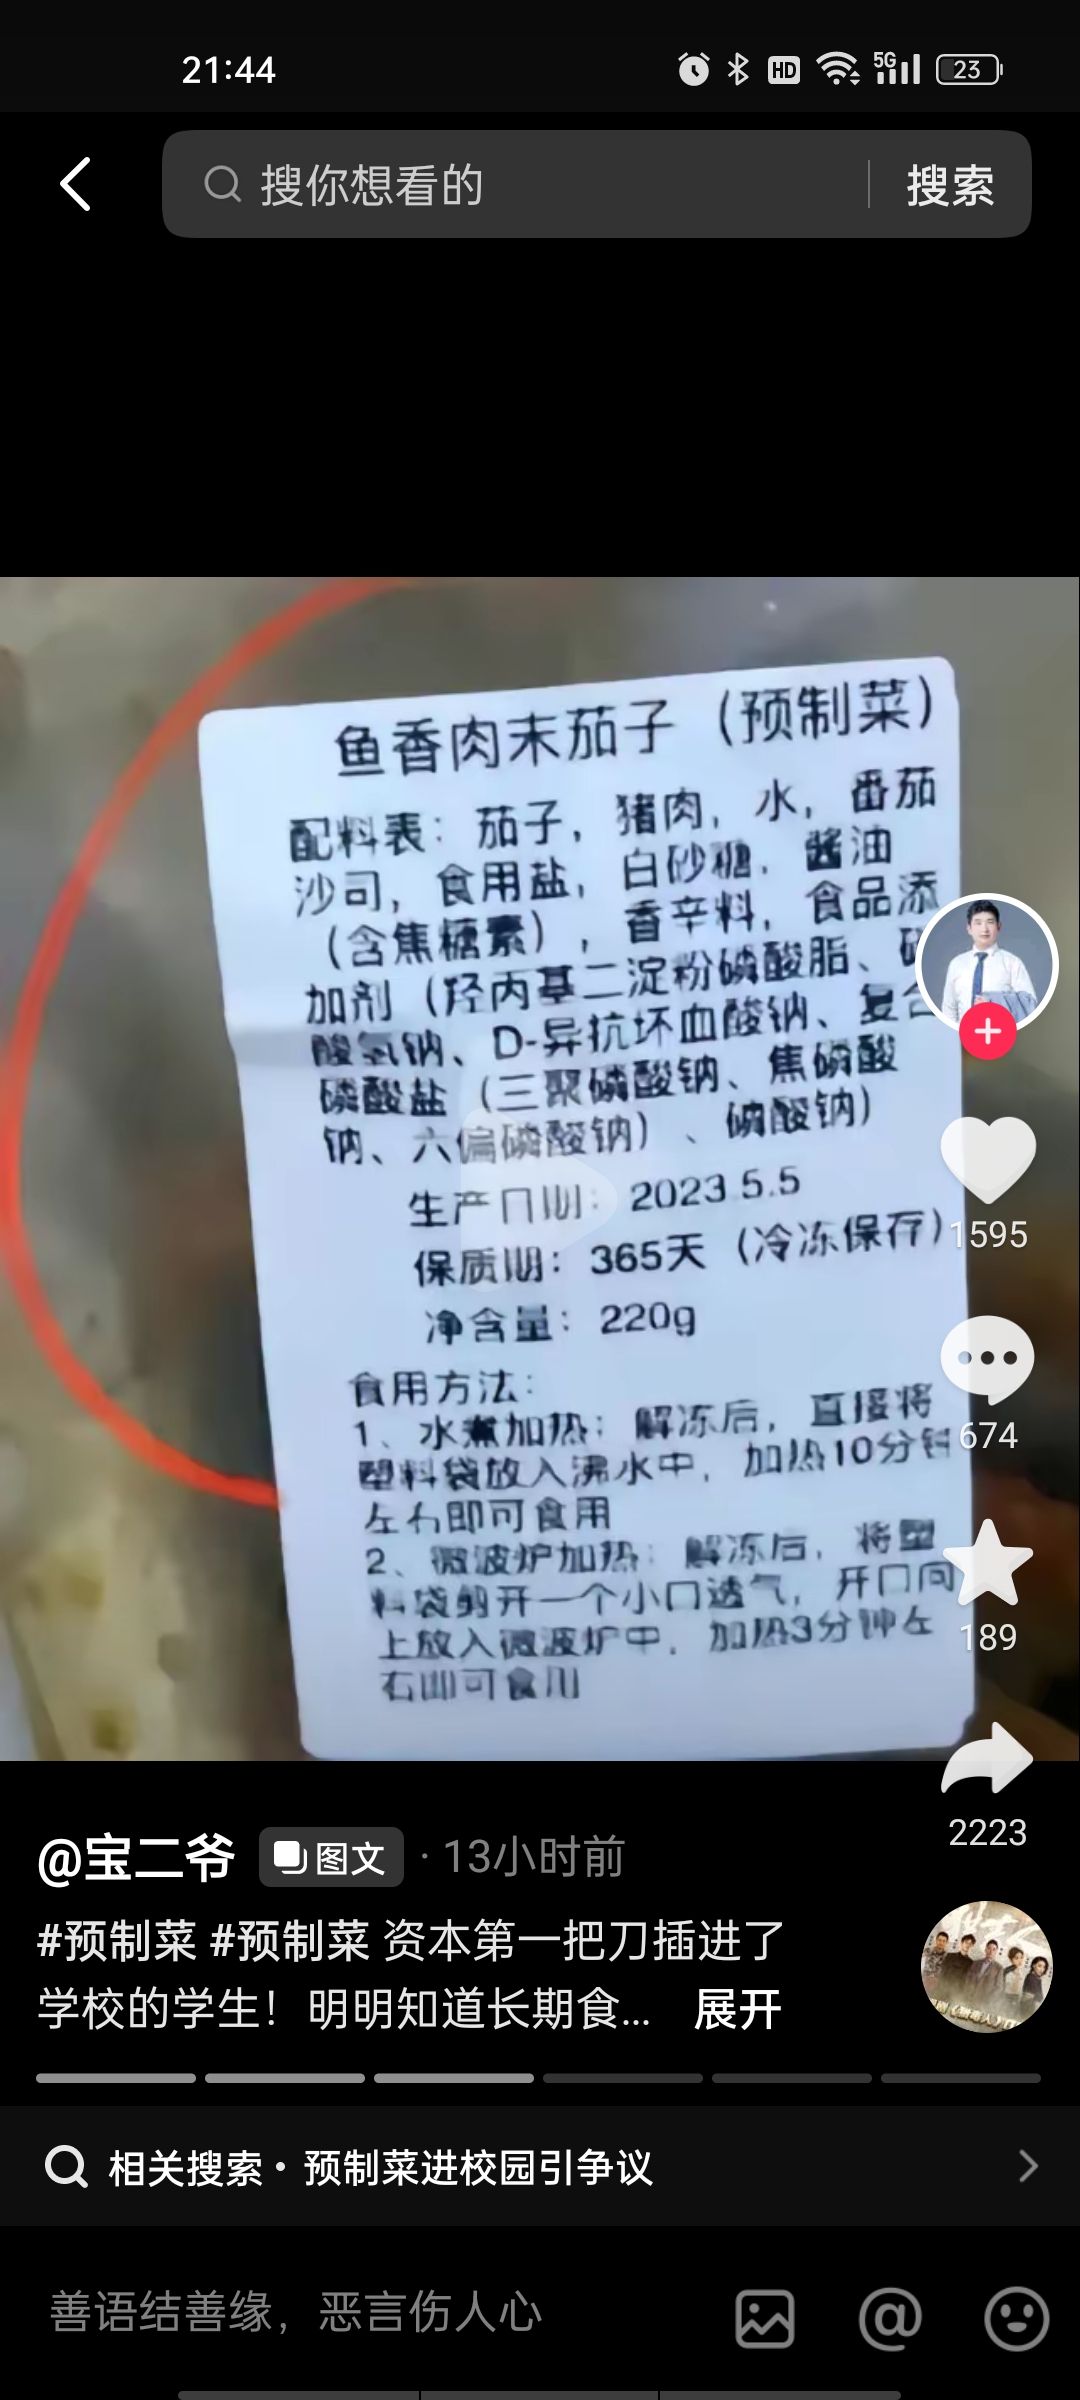 21:44
HD
5G
23
搜你想看的
搜索
鱼香肉末茄子（预制菜）
配料表：茄子，猪肉，水，番茄
沙司，食用盐，白砂糖，酱油
（含焦糖素），香辛料，食品添
加剂（羟丙基二淀粉磷酸脂、
酸氢钠、D-异抗坏血酸钠、复合
磷酸盐（三聚磷酸钠、焦磷酸
钠、六偏磷酸钠）、磷酸钠）
生产日期：2023.5.5
保质期：365天（冷冻保存）
净含量：220g
食用方法：
1、水煮加热：解冻后，直接将
塑料袋放入沸水中，加热10分钟
左右即可食用
2、微波炉加热：解冻后，将塑
料袋剪开一个小口透气，开口向
上放入微波炉中，加热3分钟左
右即可食用
1595
674
189
2223
@宝二爷
图文
· 13小时前
#预制菜 #预制菜 资本第一把刀插进了
学校的学生！明明知道长期食... 展开
相关搜索· 预制菜进校园引争议
善语结善缘，恶言伤人心